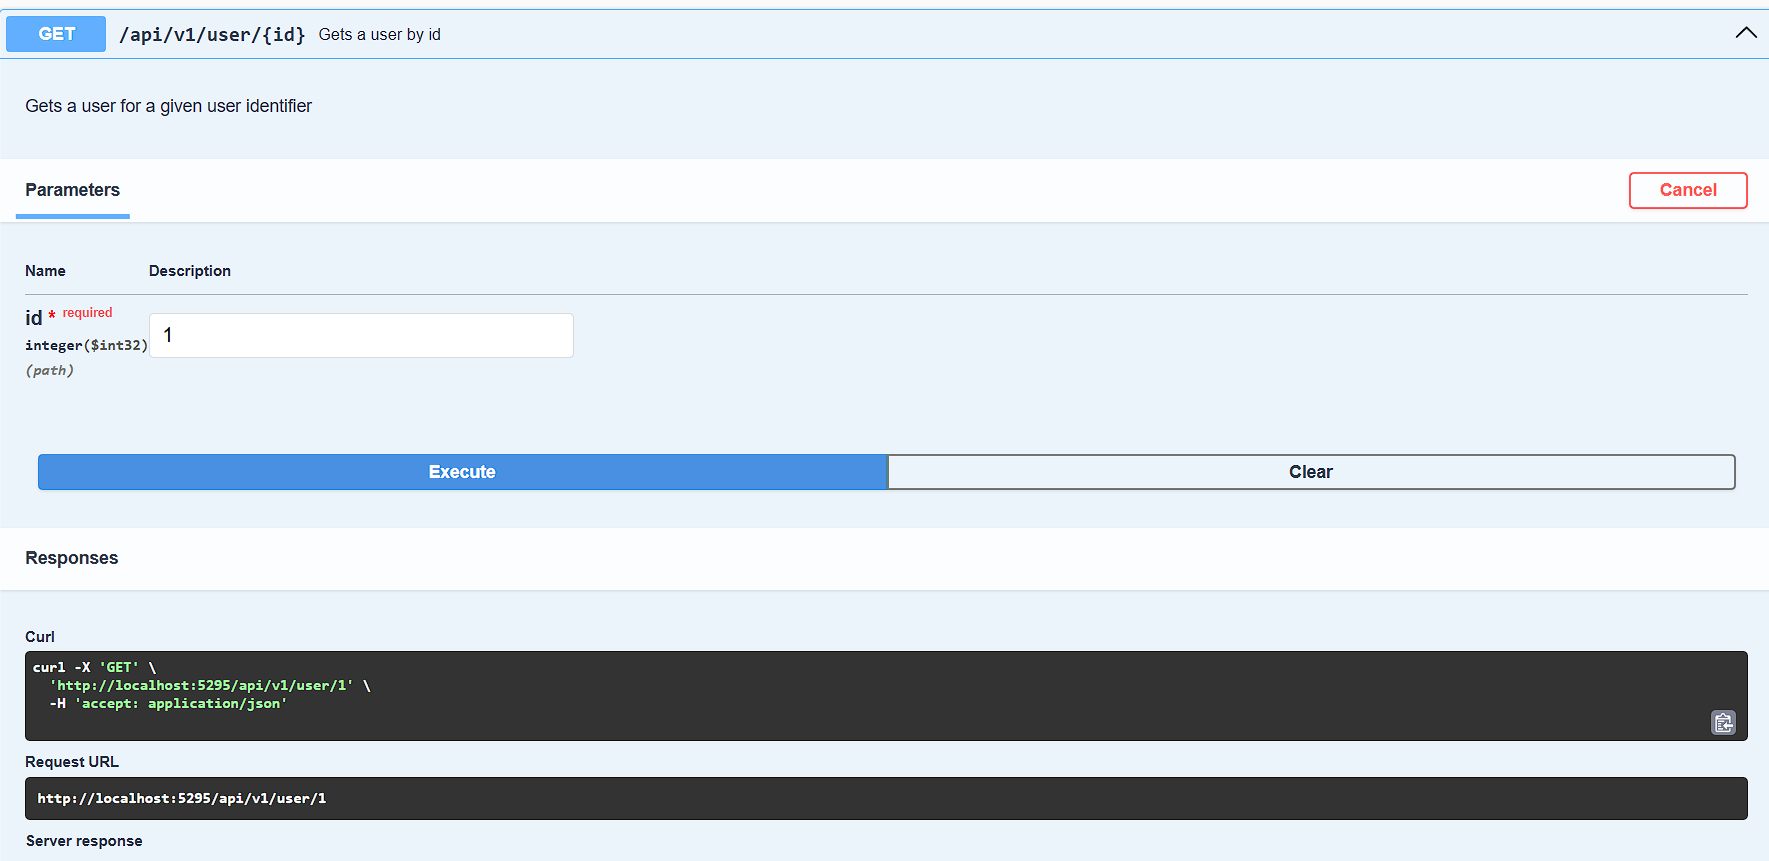 GET /api/v1/user/{id} Gets a user by id
Gets a user for a given user identifier
Parameters
Cancel
Name Description
id * required
integer($int32)
(path)
1
Execute
Clear
Responses
Curl
curl -X 'GET' \
  'http://localhost:5295/api/v1/user/1' \
  -H 'accept: application/json'
Request URL
http://localhost:5295/api/v1/user/1
Server response